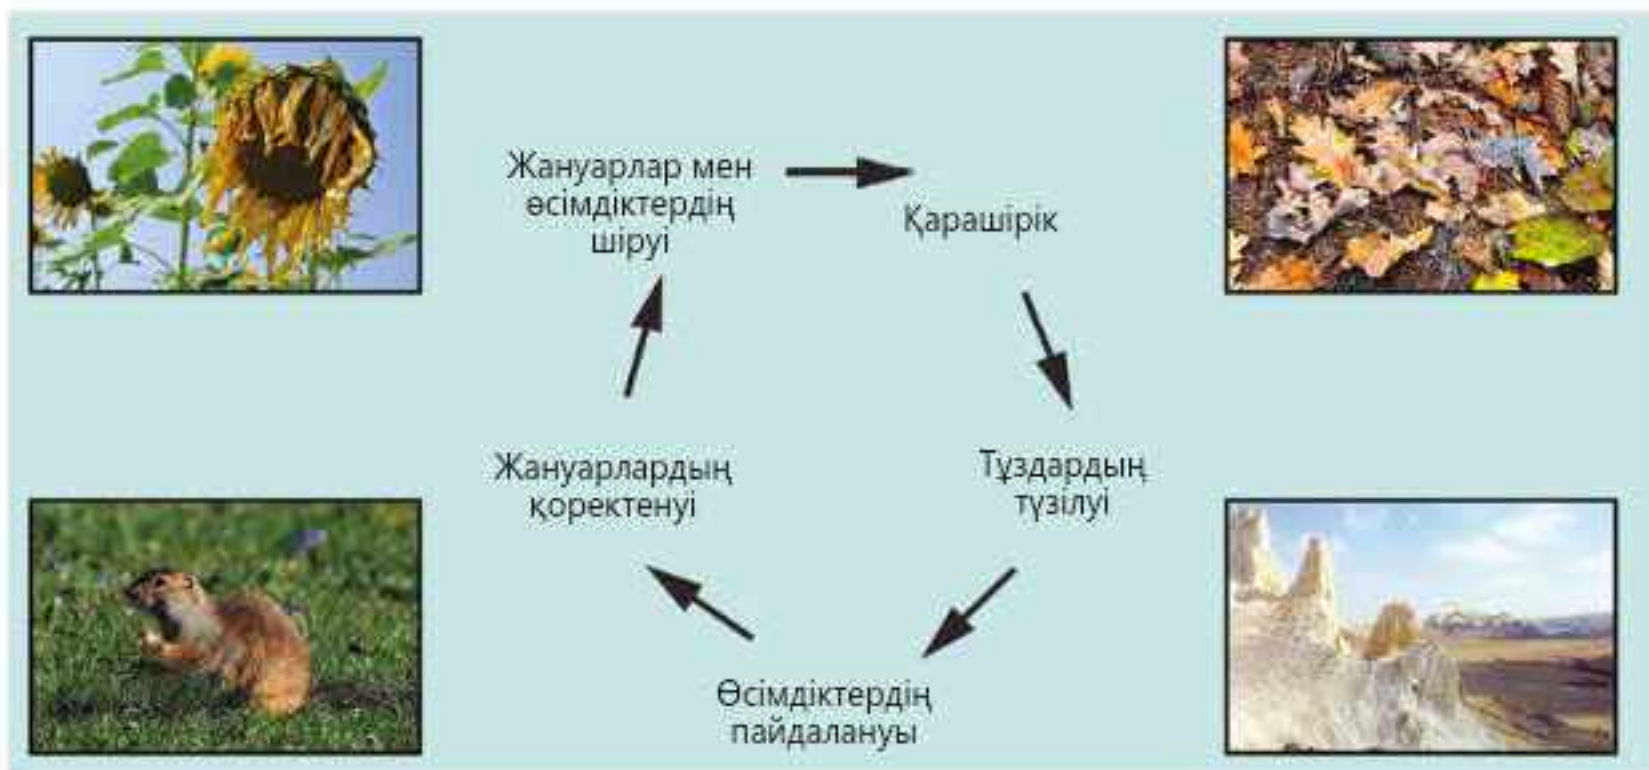 Жануарлар мен
өсімдіктердің
шіруі
Қарашірік
Тұздардың
түзілуі
Өсімдіктердің
пайдалануы
Жануарлардың
қоректенуі